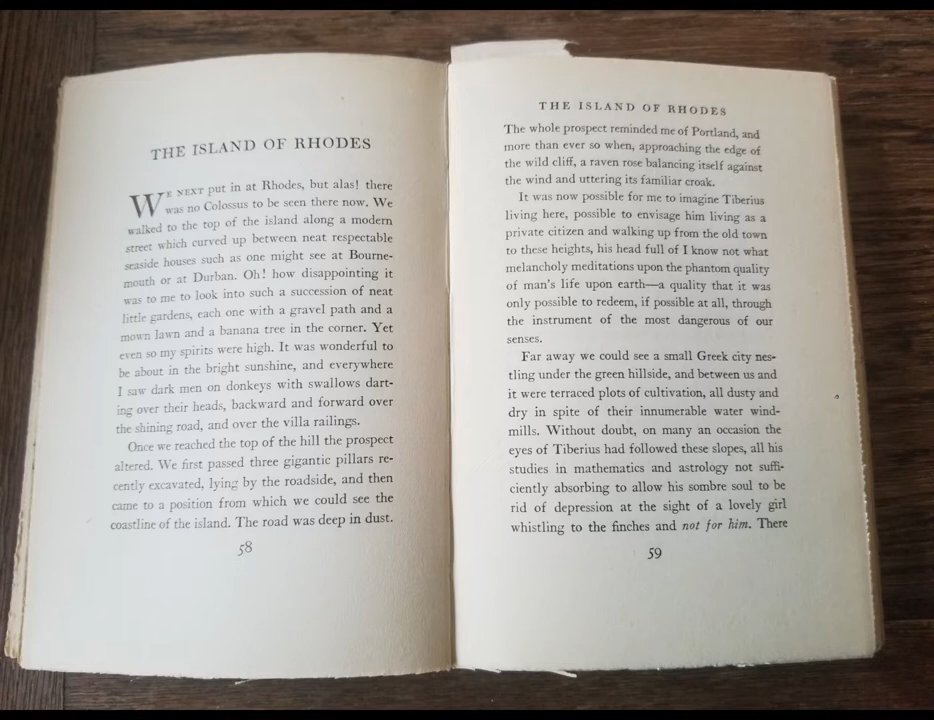 THE ISLAND OF RHODES
WE NEXT put in at Rhodes, but alas! there
was no Colossus to be seen there now. We
walked to the top of the island along a modern
street which curved up between neat respectable
seaside houses such as one might see at Bourne-
mouth or at Durban. Oh! how disappointing it
was to me to look into such a succession of neat
little gardens, each one with a gravel path and a
mown lawn and a banana tree in the corner. Yet
even so my spirits were high. It was wonderful to
be about in the bright sunshine, and everywhere
I saw dark men on donkeys with swallows dart-
ing over their heads, backward and forward over
the shining road, and over the villa railings.
Once we reached the top of the hill the prospect
altered. We first passed three gigantic pillars re-
cently excavated, lying by the roadside, and then
came to a position from which we could see the
coastline of the island. The road was deep in dust.
58
THE ISLAND OF RHODES
The whole prospect reminded me of Portland, and
more than ever so when, approaching the edge of
the wild cliff, a raven rose balancing itself against
the wind and uttering its familiar croak.
It was now possible for me to imagine Tiberius
living here, possible to envisage him living as a
private citizen and walking up from the old town
to these heights, his head full of I know not what
melancholy meditations upon the phantom quality
of man's life upon earth—a quality that it was
only possible to redeem, if possible at all, through
the instrument of the most dangerous of our
senses.
Far away we could see a small Greek city nes-
tling under the green hillside, and between us and
it were terraced plots of cultivation, all dusty and
dry in spite of their innumerable water wind-
mills. Without doubt, on many an occasion the
eyes of Tiberius had followed these slopes, all his
studies in mathematics and astrology not suffi-
ciently absorbing to allow his sombre soul to be
rid of depression at the sight of a lovely girl
whistling to the finches and not for him. There
59